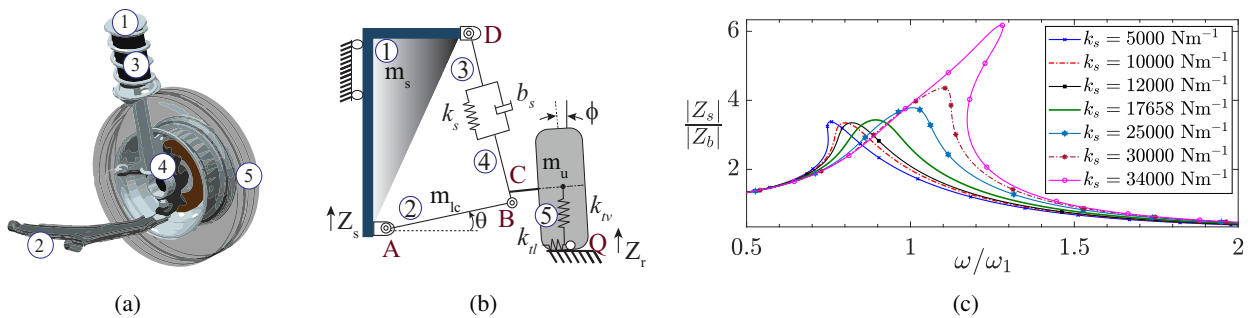 1
3
4
5
2
(a)
1
m_s
D
3
k_s
b_s
4
ϕ
C
m_u
2
m_lc
θ
B
5
k_tv
k_tl
Q
Z_s
A
Z_r
(b)
6
4
2
|Z_s|
|Z_b|
k_s = 5000 Nm⁻¹
k_s = 10000 Nm⁻¹
k_s = 12000 Nm⁻¹
k_s = 17658 Nm⁻¹
k_s = 25000 Nm⁻¹
k_s = 30000 Nm⁻¹
k_s = 34000 Nm⁻¹
0.5 1 1.5 2
ω/ω_1
(c)